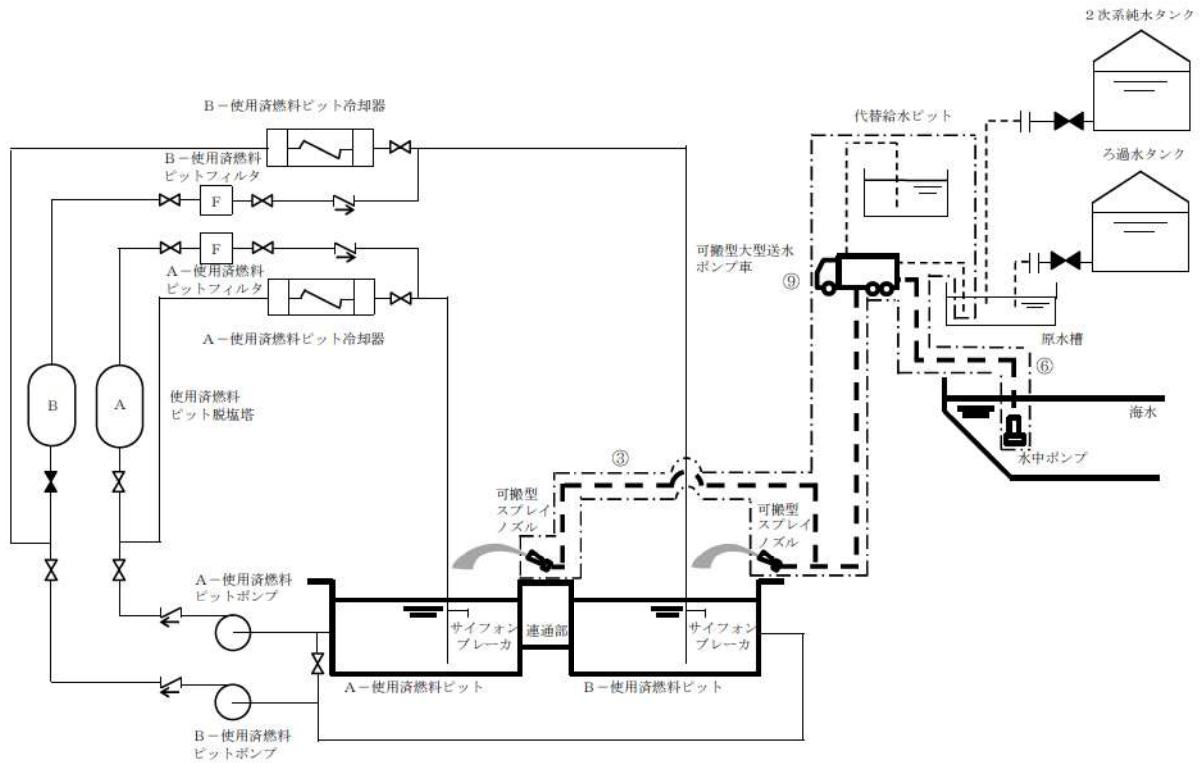 2次系純水タンク
B-使用済燃料ピット冷却器
代替給水ピット
B-使用済燃料
ピットフィルタ
ろ過水タンク
F
F
A-使用済燃料
ピットフィルタ
可搬型大型送水
ポンプ車
⑨
A-使用済燃料ピット冷却器
原水槽
⑥
B
A
使用済燃料
ピット脱塩塔
海水
水中ポンプ
③
可搬型
スプレイ
ノズル
可搬型
スプレイ
ノズル
A-使用済燃料
ピットポンプ
サイフォン
ブレーカ
連通部
サイフォン
ブレーカ
A-使用済燃料ピット
B-使用済燃料ピット
B-使用済燃料
ピットポンプ